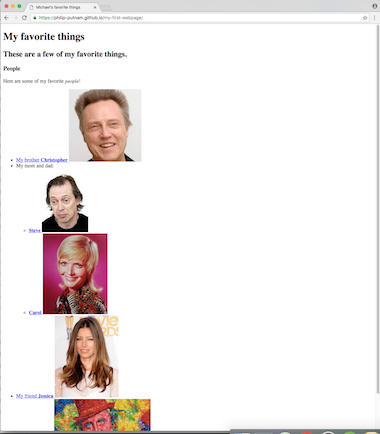 Michael's favorite things
https://philip-putnam.github.io/my-first-webpage/
My favorite things
These are a few of my favorite things.
People
Here are some of my favorite people!
My brother Christopher
My mom and dad:
Steve
Carol
My friend Jessica